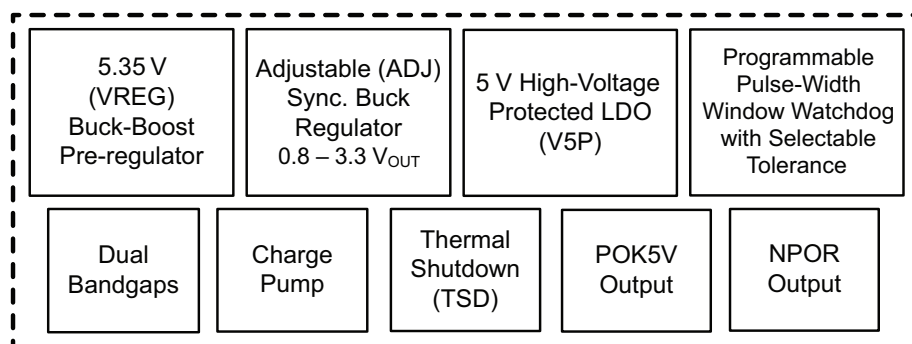 5.35 V
(VREG)
Buck-Boost
Pre-regulator
Adjustable (ADJ)
Sync. Buck
Regulator
0.8 – 3.3 VOUT
5 V High-Voltage
Protected LDO
(V5P)
Programmable
Pulse-Width
Window Watchdog
with Selectable
Tolerance
Dual
Bandgaps
Charge
Pump
Thermal
Shutdown
(TSD)
POK5V
Output
NPOR
Output